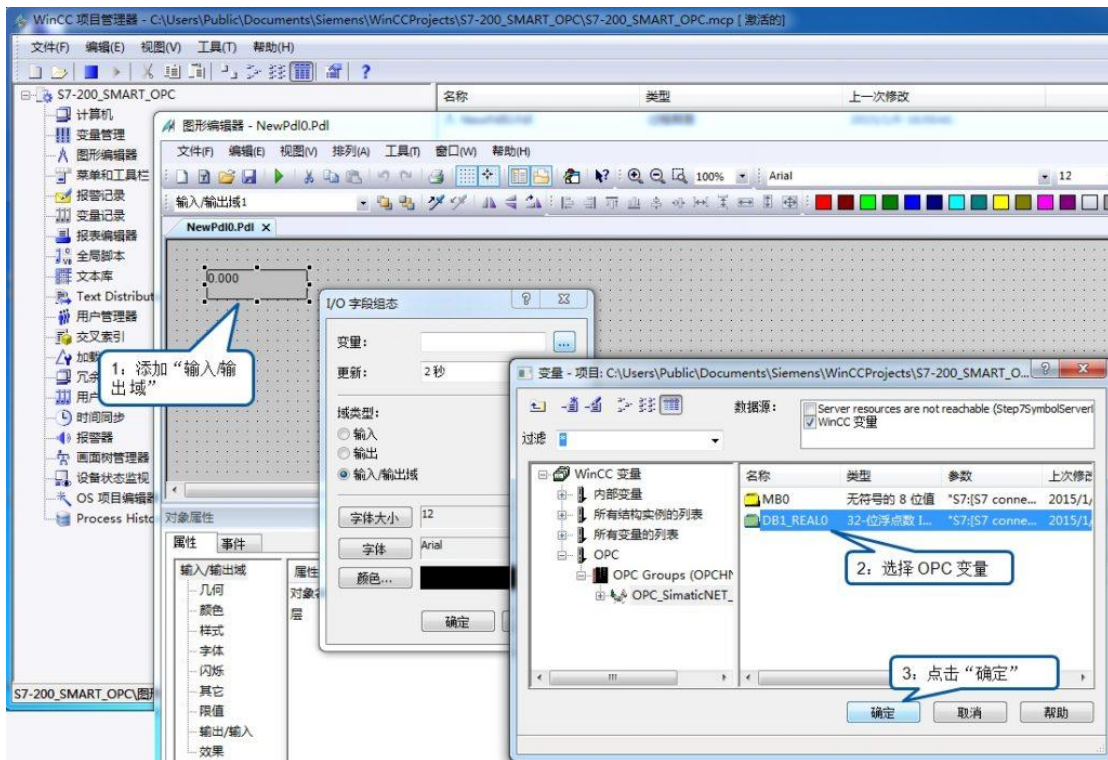 WinCC 项目管理器 - C:\Users\Public\Documents\Siemens\WinCCProjects\S7-200_SMART_OPC\S7-200_SMART_OPC.mcp [ 激活的]
文件(F) 编辑(E) 视图(V) 工具(T) 帮助(H)
S7-200_SMART_OPC
计算机
变量管理
图形编辑器
菜单和工具栏
报警记录
变量记录
报表编辑器
全局脚本
文本库
Text Distribut
用户管理器
交叉索引
加载
冗余
用户
时间同步
报警器
画面树管理器
设备状态监视
OS 项目编辑器
Process Histo
S7-200_SMART_OPC\图形
名称 类型 上一次修改
图形编辑器 - NewPdl0.Pdl
文件(F) 编辑(E) 视图(V) 排列(A) 工具(T) 窗口(W) 帮助(H)
100% Arial 12
输入/输出域1
NewPdl0.Pdl
0.000
1：添加“输入/输
出域”
对象属性
属性 事件
输入/输出域
几何
颜色
样式
字体
闪烁
其它
限值
输出/输入
效果
属性
对象名
层
I/O 字段组态
变量:
更新: 2 秒
域类型:
输入
输出
输入/输出域
字体大小 12
字体 Arial
颜色...
确定
变量 - 项目: C:\Users\Public\Documents\Siemens\WinCCProjects\S7-200_SMART_O...
数据源: Server resources are not reachable (Step7SymbolServerI
WinCC 变量
过滤 *
WinCC 变量
内部变量
所有结构实例的列表
所有变量的列表
OPC
OPC Groups (OPCHN
OPC_SimaticNET_
名称 类型 参数 上次修改
MB0 无符号的 8 位值 "S7:[S7 conne... 2015/1/
DB1_REAL0 32-位浮点数 I... "S7:[S7 conne... 2015/1/
2：选择 OPC 变量
3：点击“确定”
确定 取消 帮助